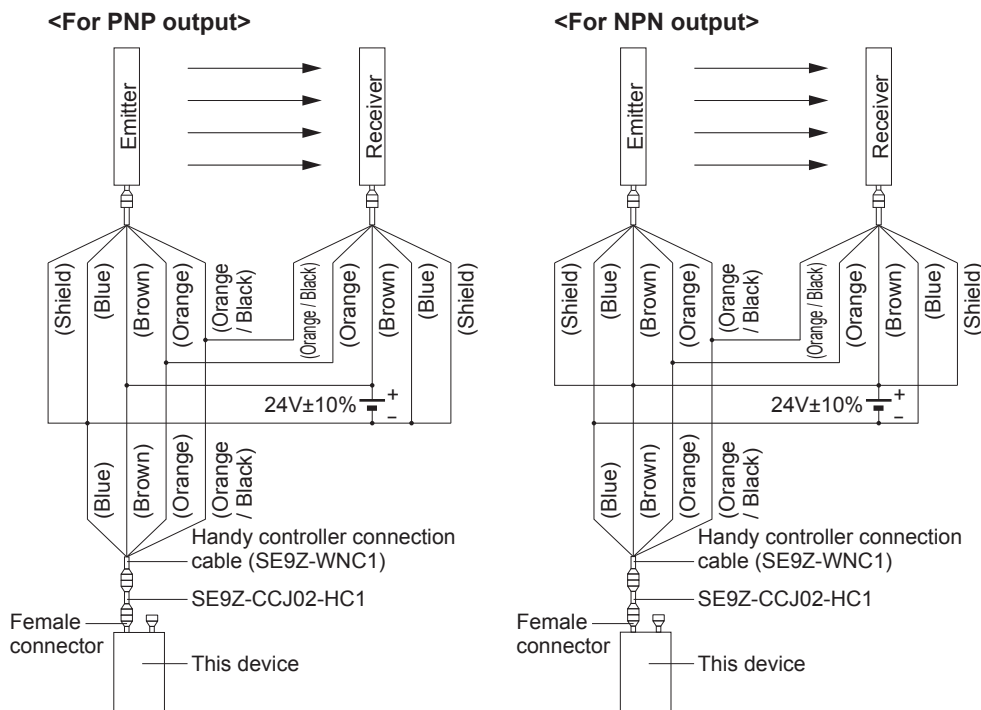 <For PNP output>
Emitter
Receiver
(Shield)
(Blue)
(Brown)
(Orange)
(Orange
/ Black)
(Orange / Black)
(Orange)
(Brown)
(Blue)
(Shield)
24V±10%
+
−
(Blue)
(Brown)
(Orange)
(Orange
/ Black)
Handy controller connection
cable (SE9Z-WNC1)
SE9Z-CCJ02-HC1
Female
connector
This device
<For NPN output>
Emitter
Receiver
(Shield)
(Blue)
(Brown)
(Orange)
(Orange
/ Black)
(Orange / Black)
(Orange)
(Brown)
(Blue)
(Shield)
24V±10%
+
−
(Blue)
(Brown)
(Orange)
(Orange
/ Black)
Handy controller connection
cable (SE9Z-WNC1)
SE9Z-CCJ02-HC1
Female
connector
This device